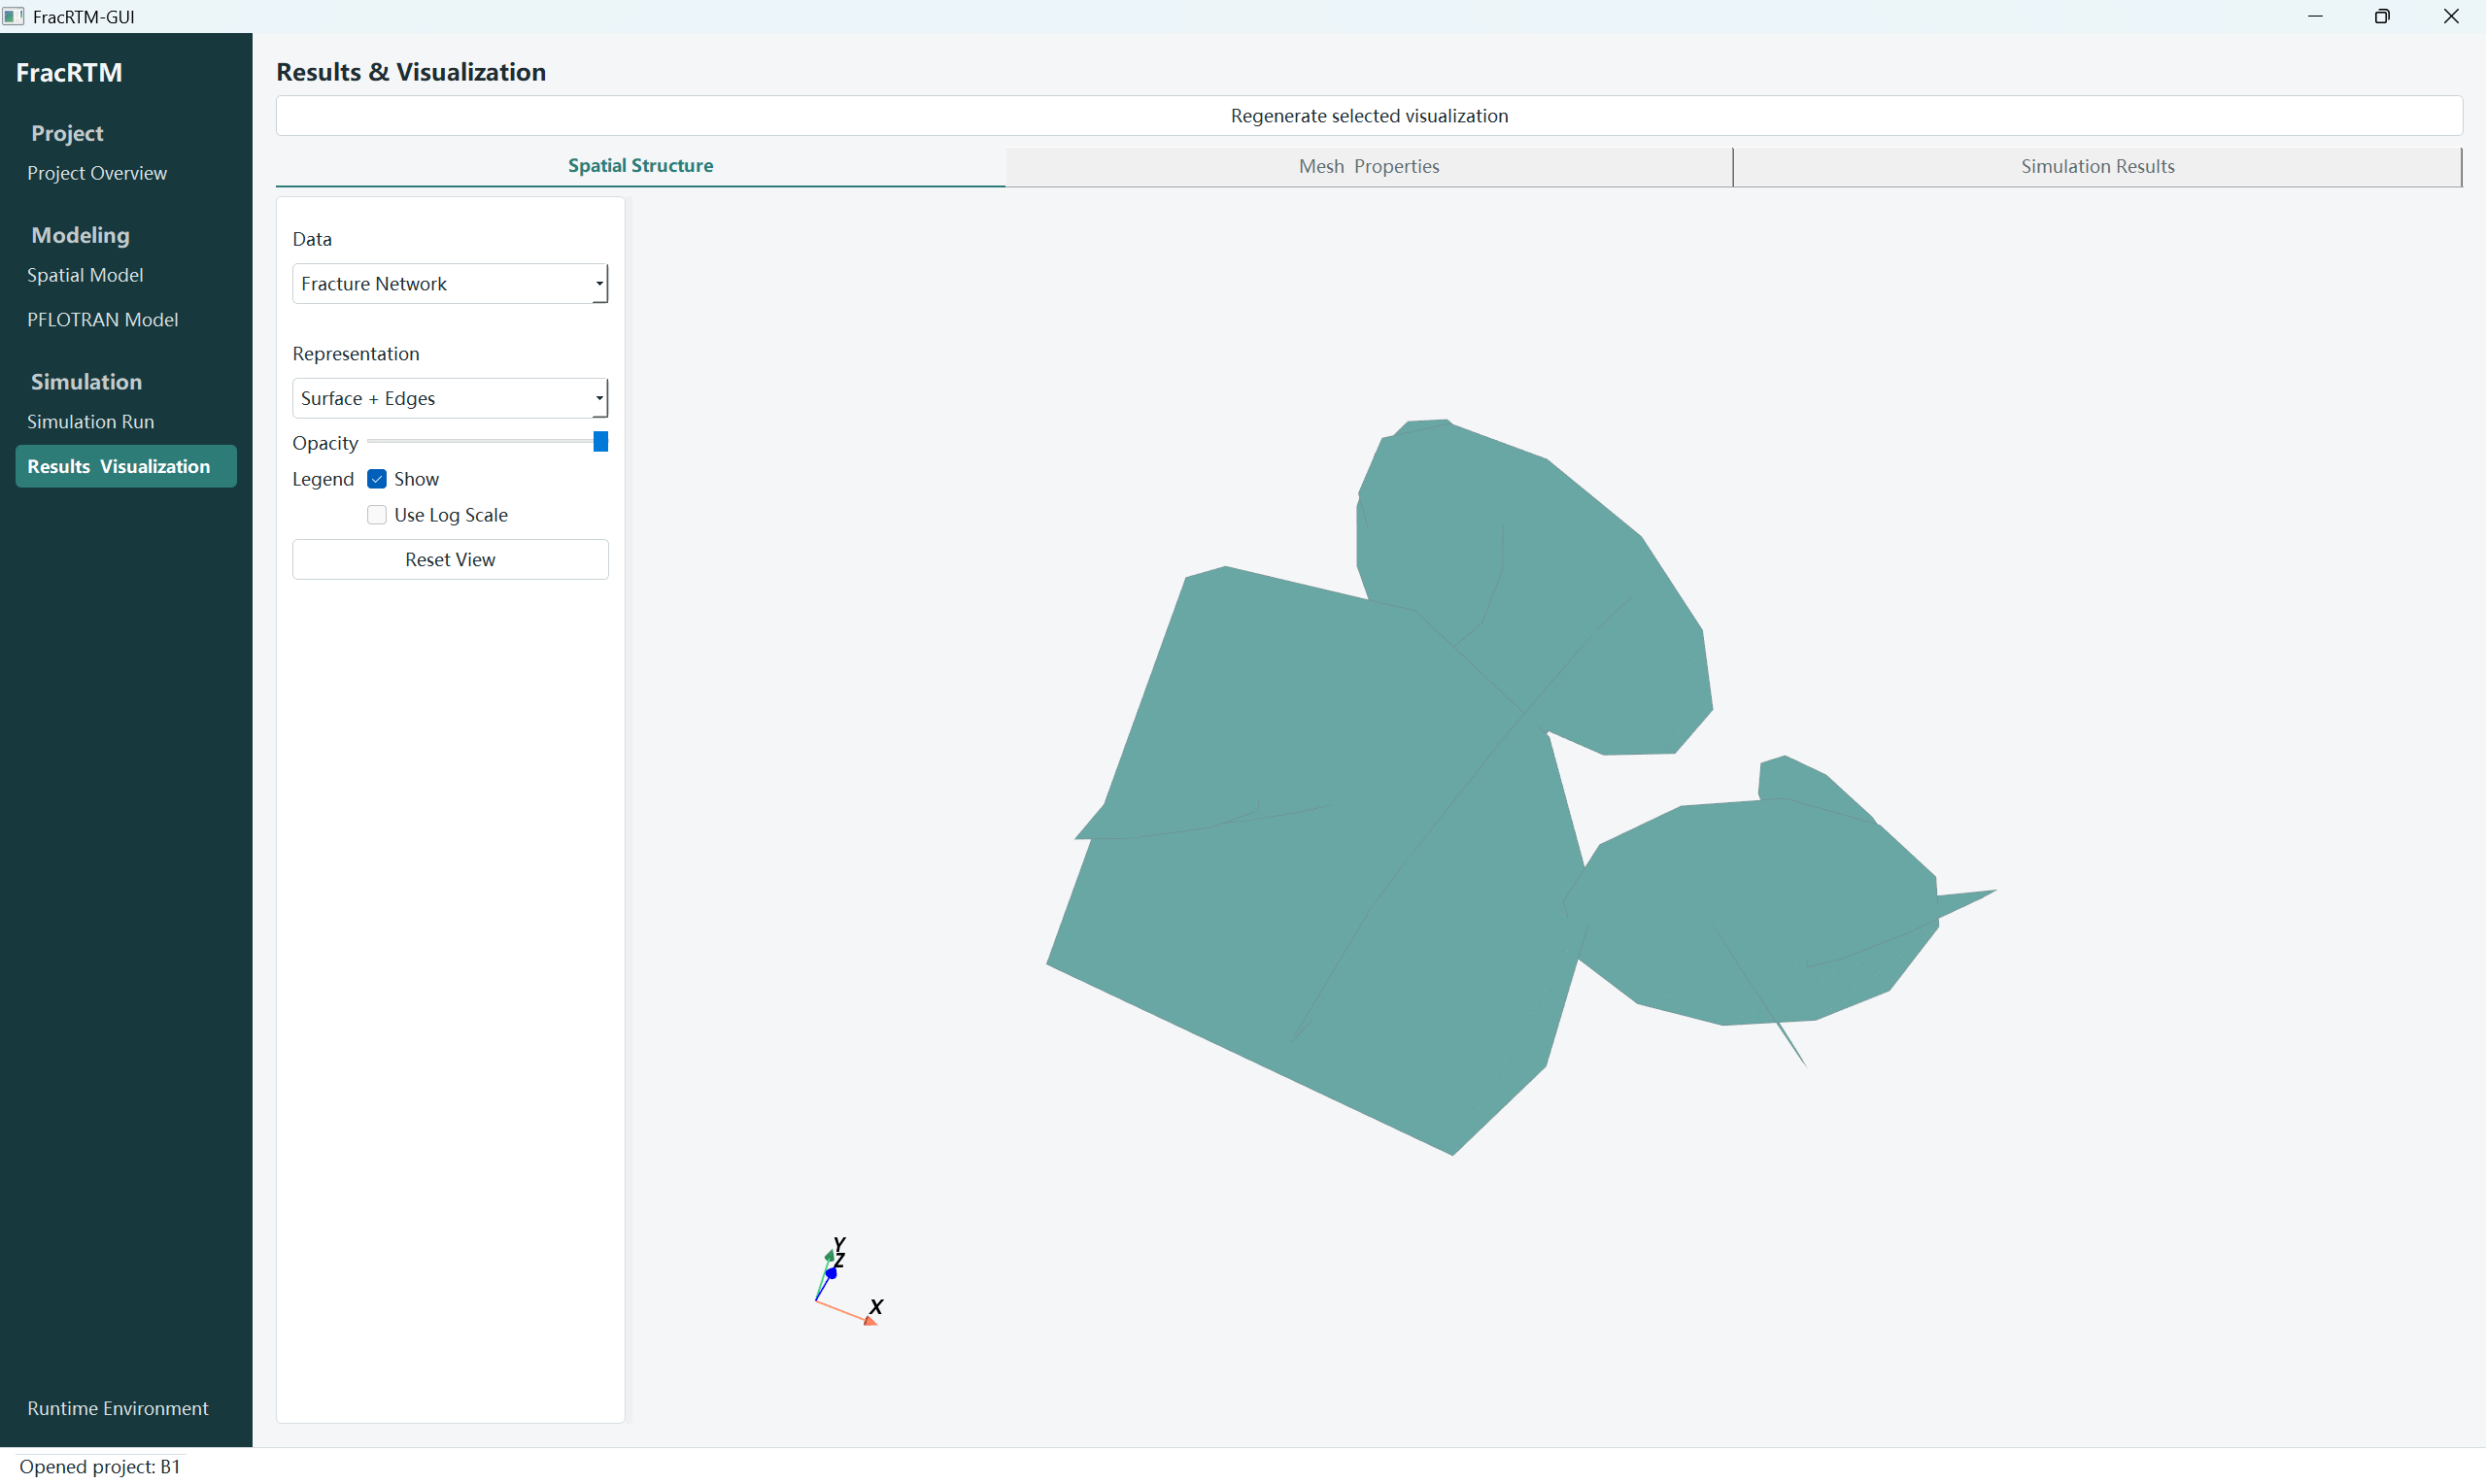 FracRTM-GUI
FracRTM
Project
Project Overview
Modeling
Spatial Model
PFLOTRAN Model
Simulation
Simulation Run
Results Visualization
Runtime Environment
Results & Visualization
Regenerate selected visualization
Spatial Structure
Mesh Properties
Simulation Results
Data
Fracture Network
Representation
Surface + Edges
Opacity
Legend Show
Use Log Scale
Reset View
Y
Z
X
Opened project: B1